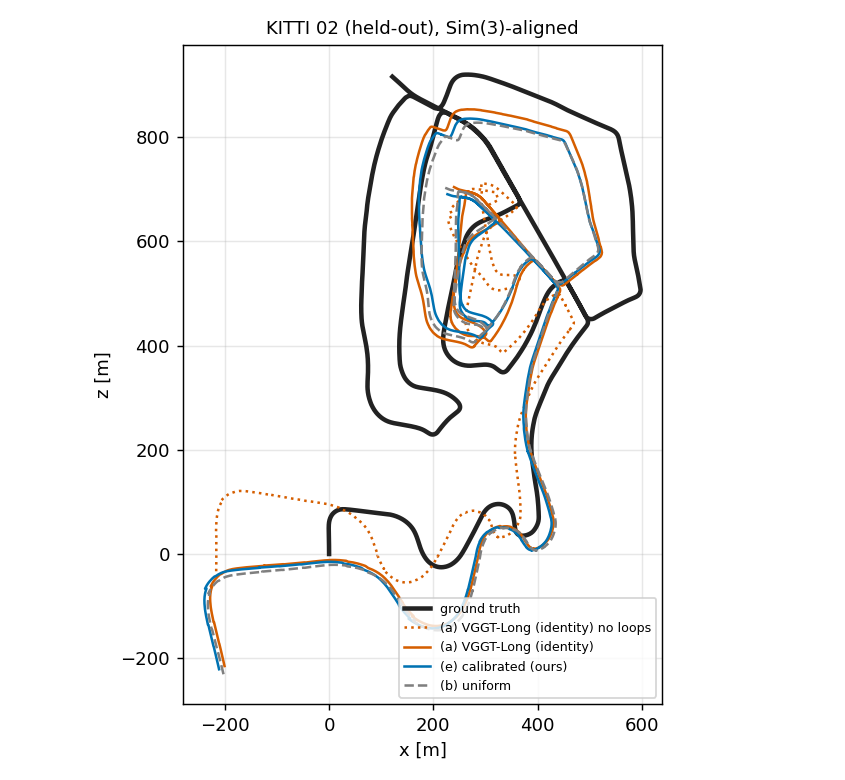 KITTI 02 (held-out), Sim(3)-aligned
z [m]
800
600
400
200
0
−200
−200
0
200
400
600
x [m]
ground truth
(a) VGGT-Long (identity) no loops
(a) VGGT-Long (identity)
(e) calibrated (ours)
(b) uniform